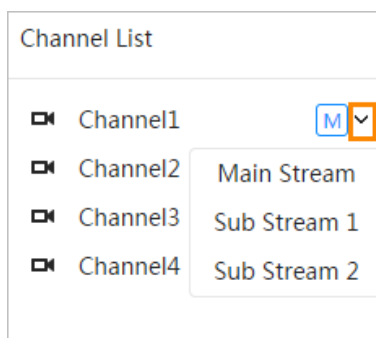 Channel List
Channel1 M
Channel2
Main Stream
Channel3
Sub Stream 1
Channel4
Sub Stream 2